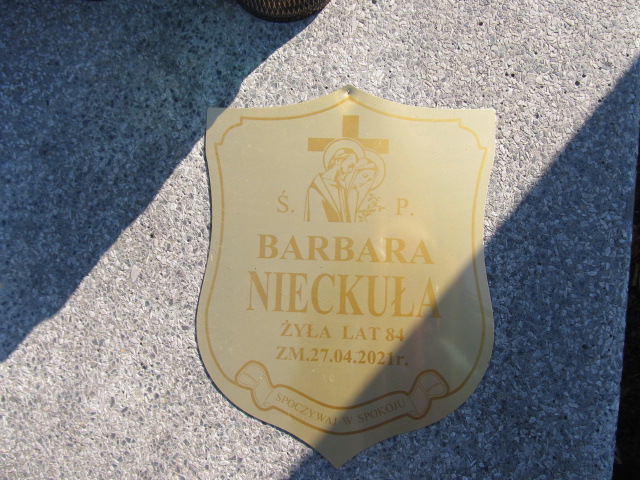 Ś. P.
BARBARA
NIECKUŁA
ŻYŁA LAT 84
ZM.27.04.2021r.
SPOCZYWAJ W SPOKOJU